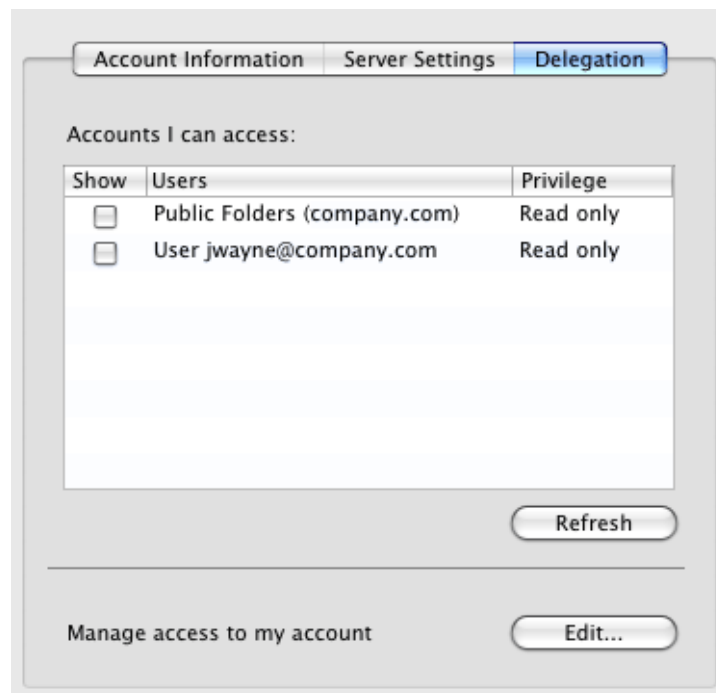 Account Information Server Settings Delegation
Accounts I can access:
Show Users Privilege
Public Folders (company.com) Read only
User jwayne@company.com Read only
Refresh
Manage access to my account Edit...